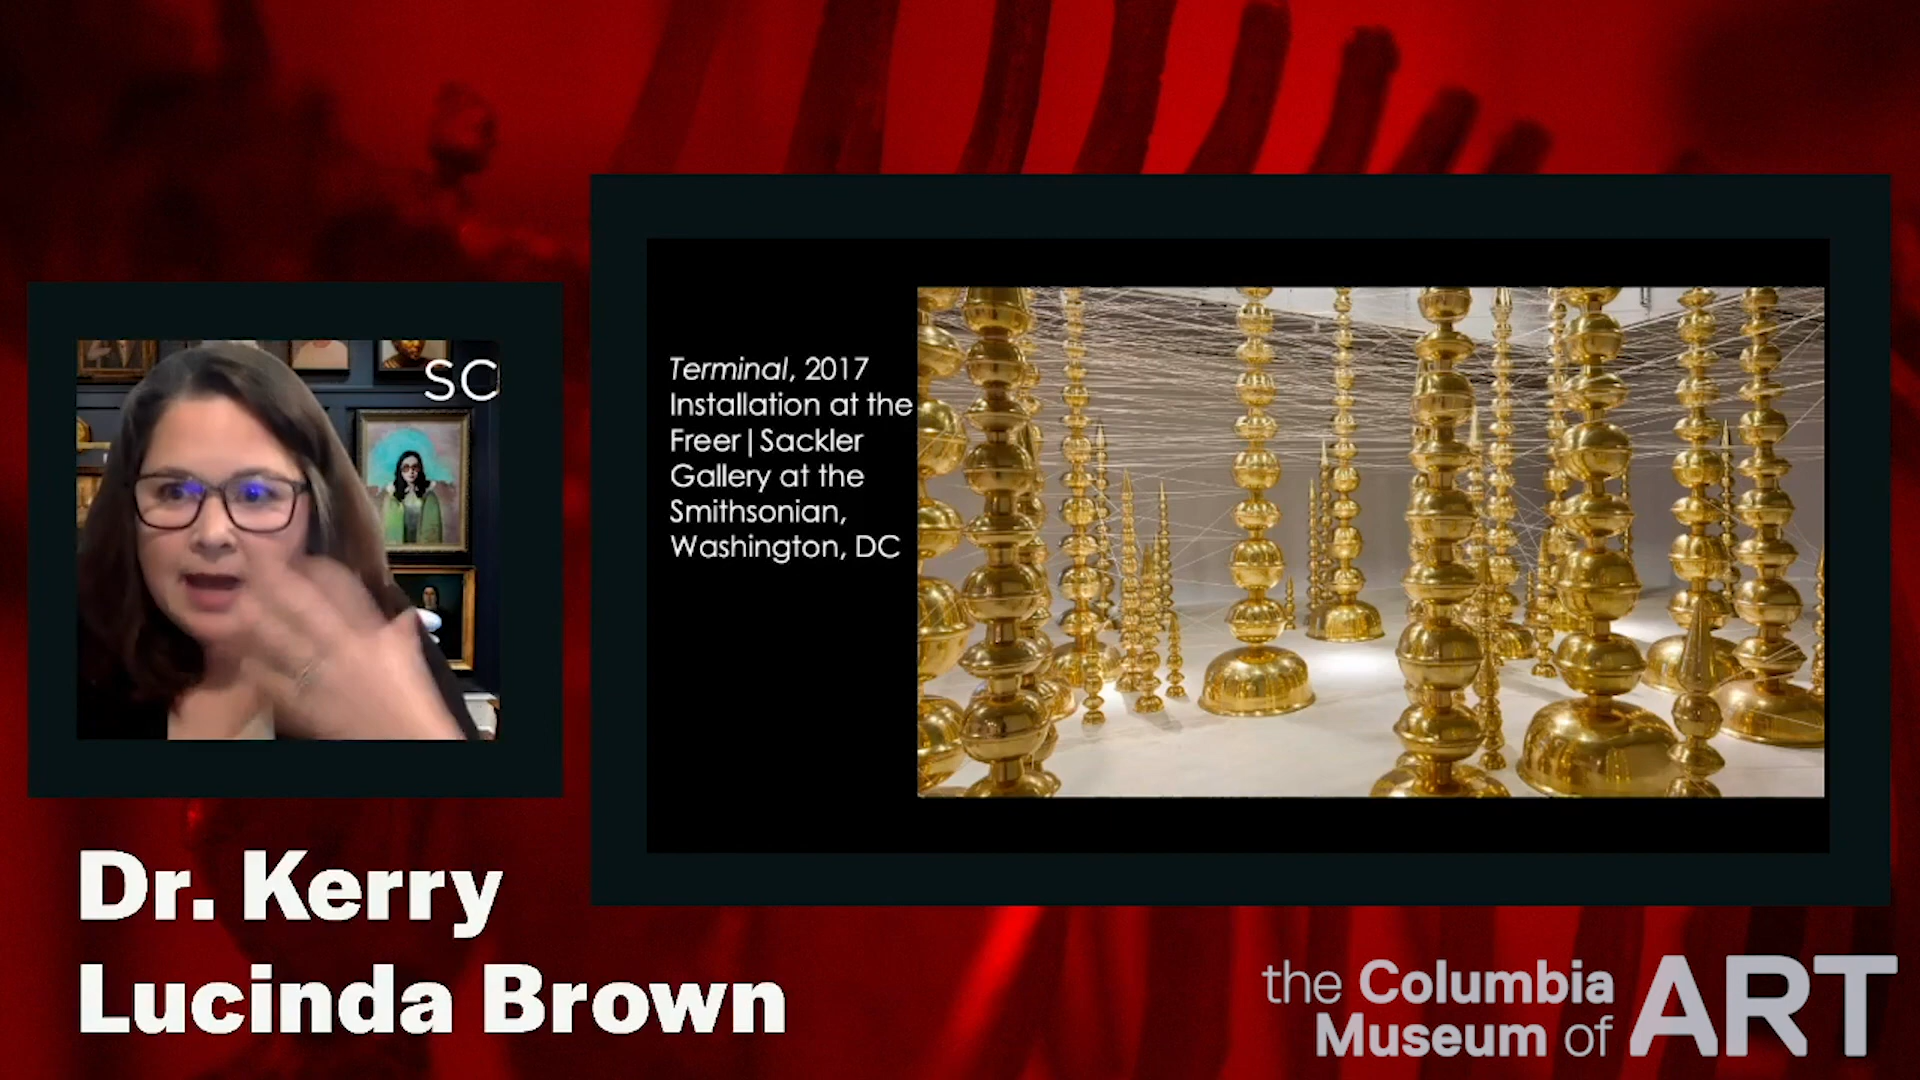 SC
Terminal, 2017
Installation at the
Freer|Sackler
Gallery at the
Smithsonian,
Washington, DC
Dr. Kerry
Lucinda Brown
the Columbia
Museum of ART